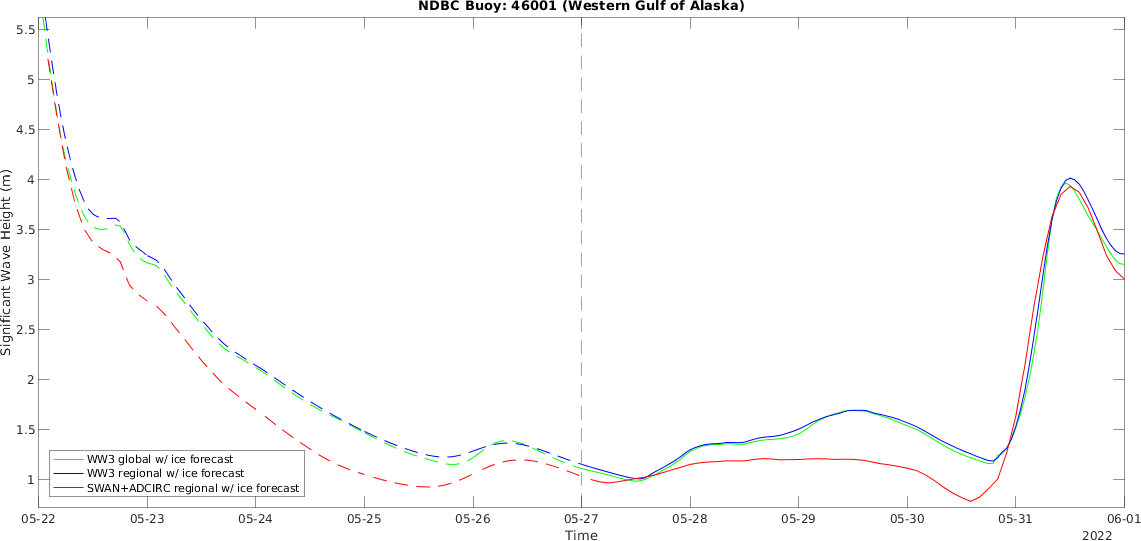 NDBC Buoy: 46001 (Western Gulf of Alaska)
Significant Wave Height (m)
5.5
5
4.5
4
3.5
3
2.5
2
1.5
1
WW3 global w/ ice forecast
WW3 regional w/ ice forecast
SWAN+ADCIRC regional w/ ice forecast
05-22 05-23 05-24 05-25 05-26 05-27 05-28 05-29 05-30 05-31 06-01
Time
2022